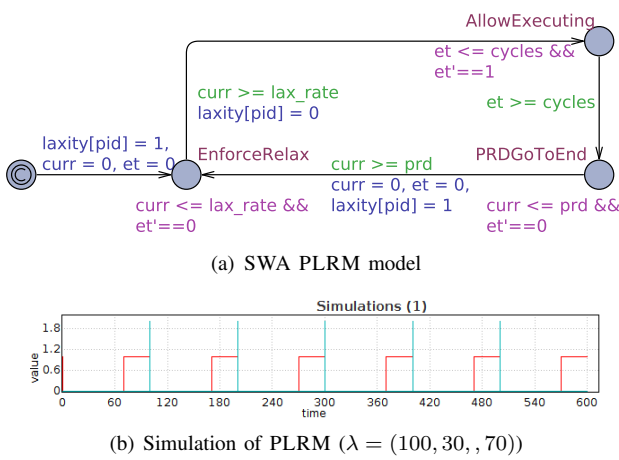 AllowExecuting
et <= cycles &&
et'==1
curr >= lax_rate
laxity[pid] = 0
et >= cycles
laxity[pid] = 1,
curr = 0, et = 0
EnforceRelax
PRDGoToEnd
C
curr >= prd
curr = 0, et = 0,
laxity[pid] = 1
curr <= lax_rate &&
et'==0
curr <= prd &&
et'==0
(a) SWA PLRM model
Simulations (1)
value
1.8
1.2
0.6
0
0 60 120 180 240 300 360 420 480 540 600
time
(b) Simulation of PLRM (λ = (100, 30, , 70))